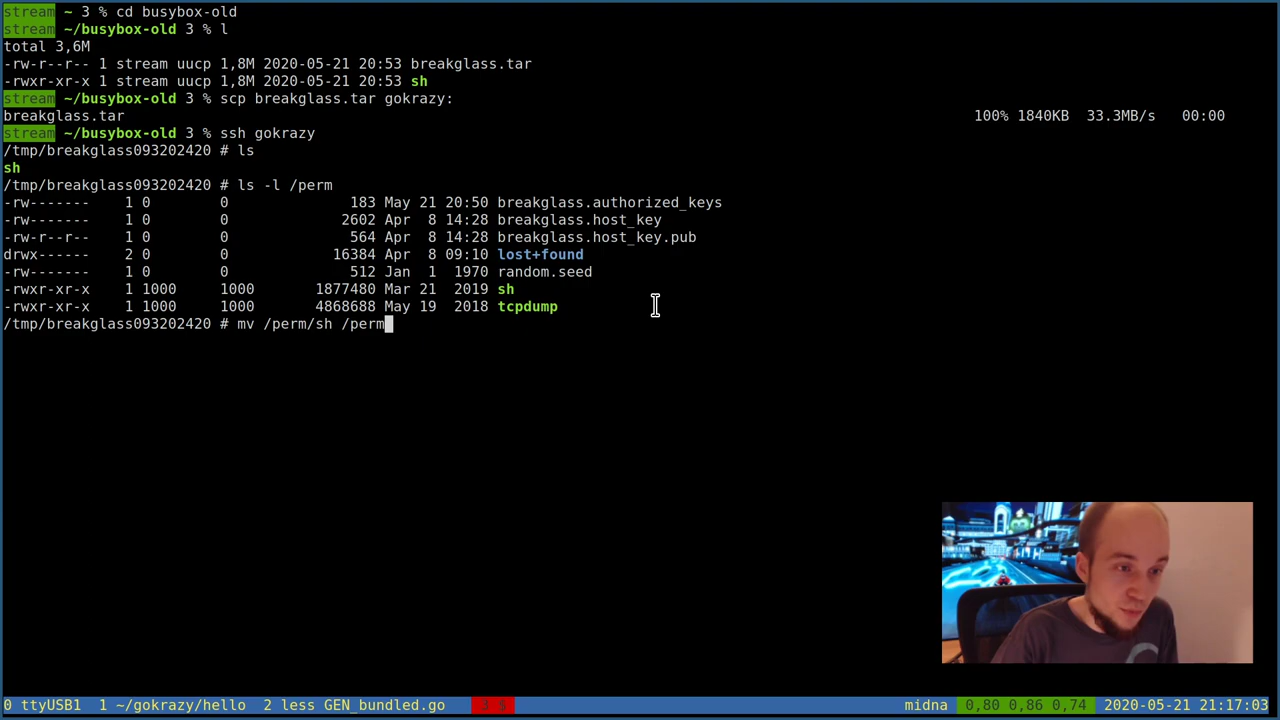 stream ~ 3 % cd busybox-old
stream ~/busybox-old 3 % l
total 3,6M
-rw-r--r-- 1 stream uucp 1,8M 2020-05-21 20:53 breakglass.tar
-rwxr-xr-x 1 stream uucp 1,8M 2020-05-21 20:53 sh
stream ~/busybox-old 3 % scp breakglass.tar gokrazy:
breakglass.tar 100% 1840KB 33.3MB/s 00:00
stream ~/busybox-old 3 % ssh gokrazy
/tmp/breakglass093202420 # ls
sh
/tmp/breakglass093202420 # ls -l /perm
-rw------- 1 0 0 183 May 21 20:50 breakglass.authorized_keys
-rw------- 1 0 0 2602 Apr 8 14:28 breakglass.host_key
-rw-r--r-- 1 0 0 564 Apr 8 14:28 breakglass.host_key.pub
drwx------ 2 0 0 16384 Apr 8 09:10 lost+found
-rw------- 1 0 0 512 Jan 1 1970 random.seed
-rwxr-xr-x 1 1000 1000 1877480 Mar 21 2019 sh
-rwxr-xr-x 1 1000 1000 4868688 May 19 2018 tcpdump
/tmp/breakglass093202420 # mv /perm/sh /perm
0 ttyUSB1 1 ~/gokrazy/hello 2 less GEN_bundled.go 3 $ midna 0,80 0,86 0,74 2020-05-21 21:17:03